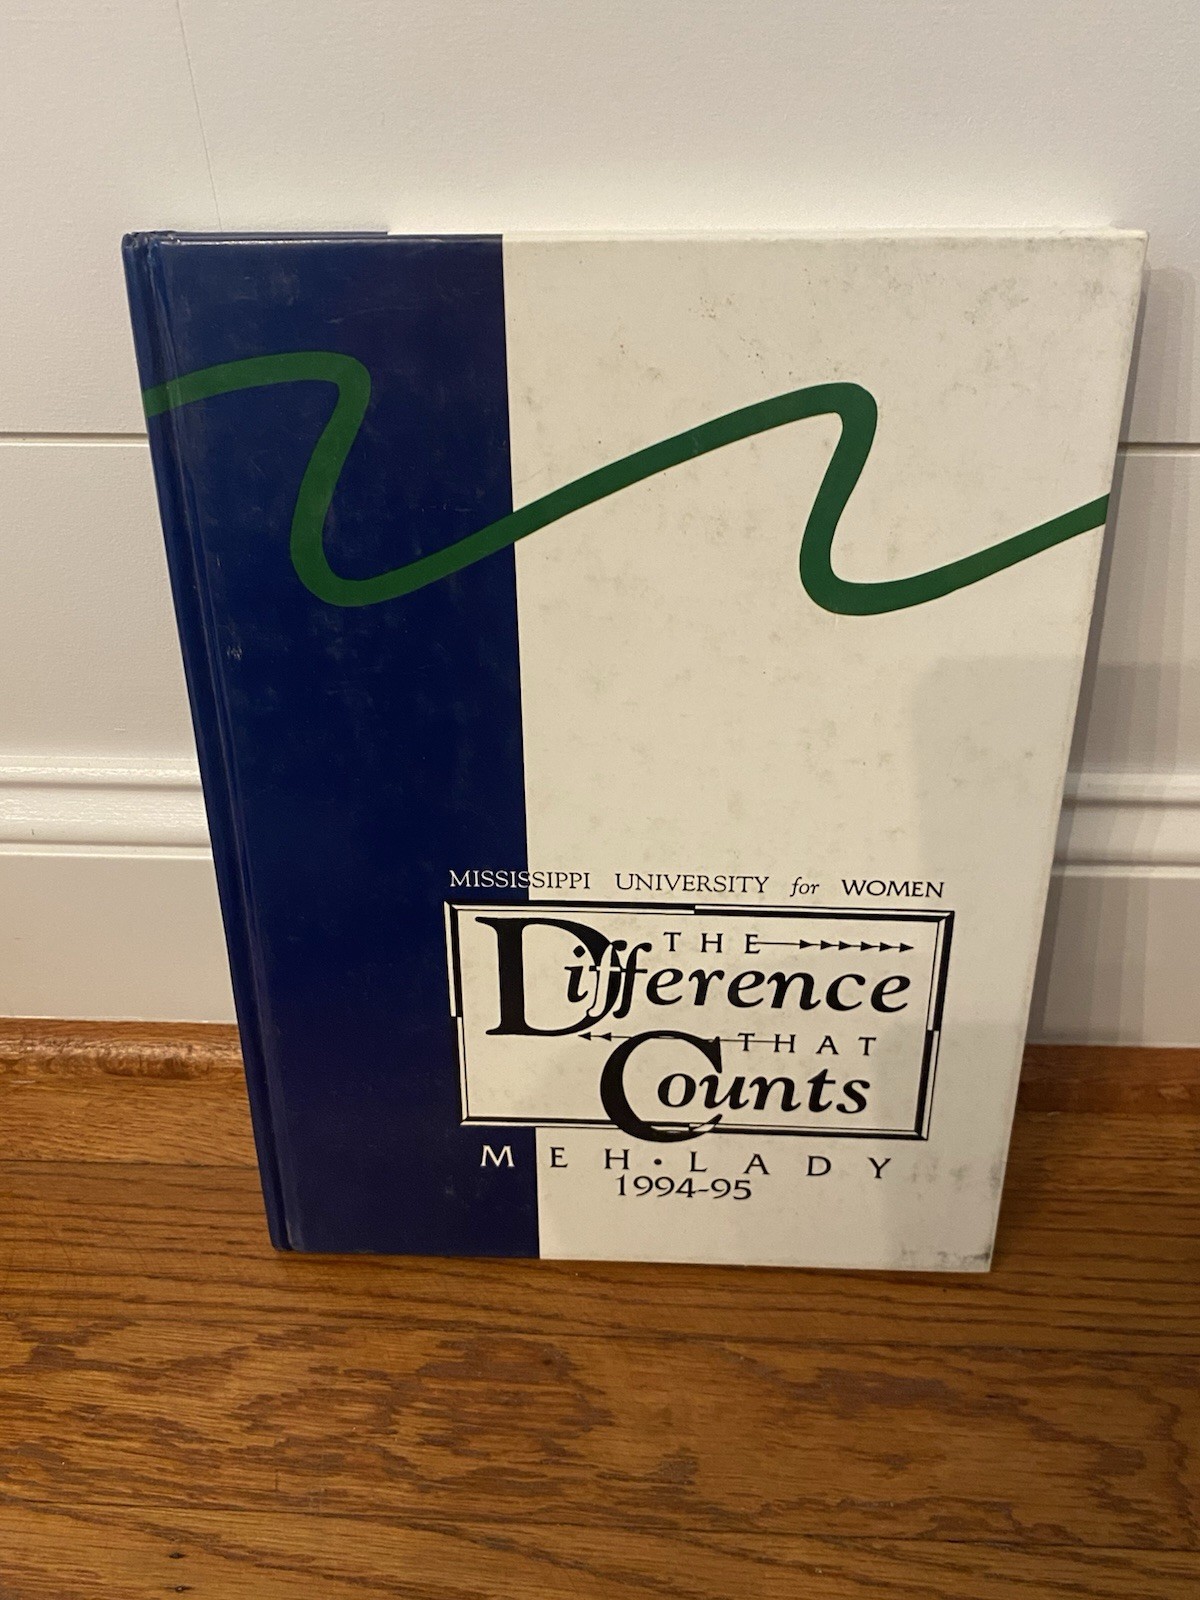 MISSISSIPPI UNIVERSITY for WOMEN
THE
Difference
THAT
Counts
MEH·LADY
1994-95